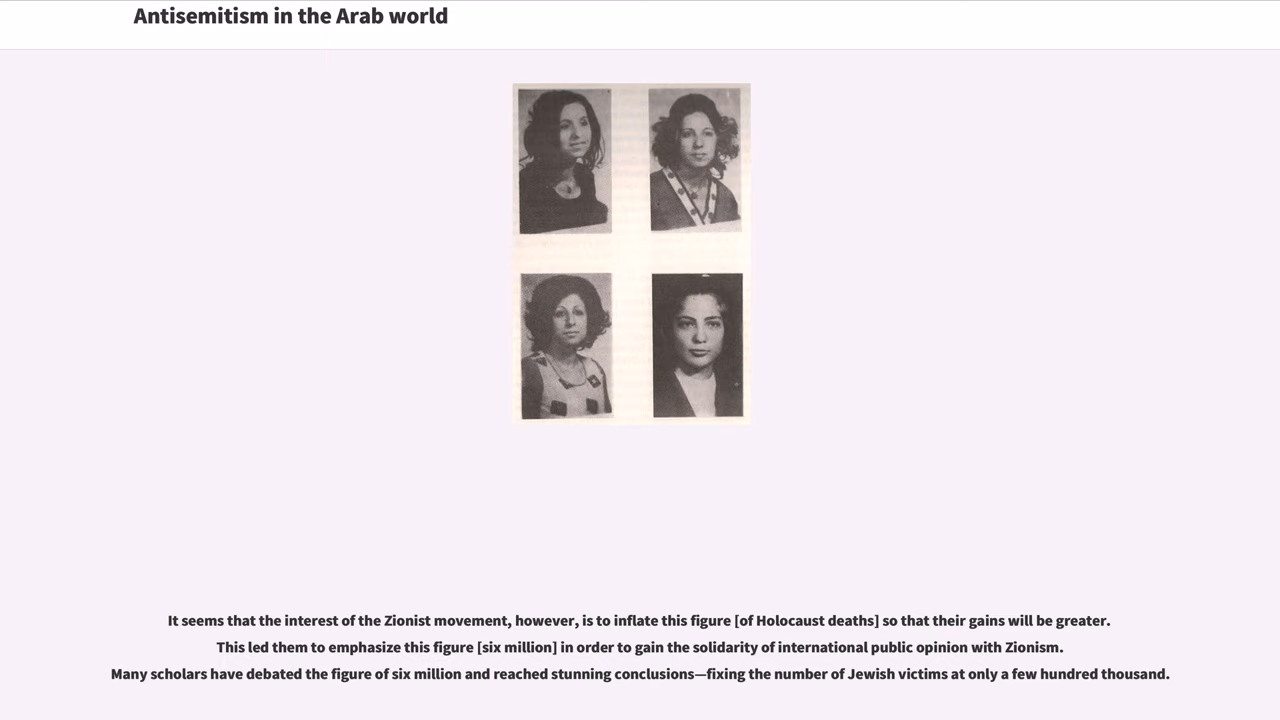 Antisemitism in the Arab world
It seems that the interest of the Zionist movement, however, is to inflate this figure [of Holocaust deaths] so that their gains will be greater.
This led them to emphasize this figure [six million] in order to gain the solidarity of international public opinion with Zionism.
Many scholars have debated the figure of six million and reached stunning conclusions—fixing the number of Jewish victims at only a few hundred thousand.